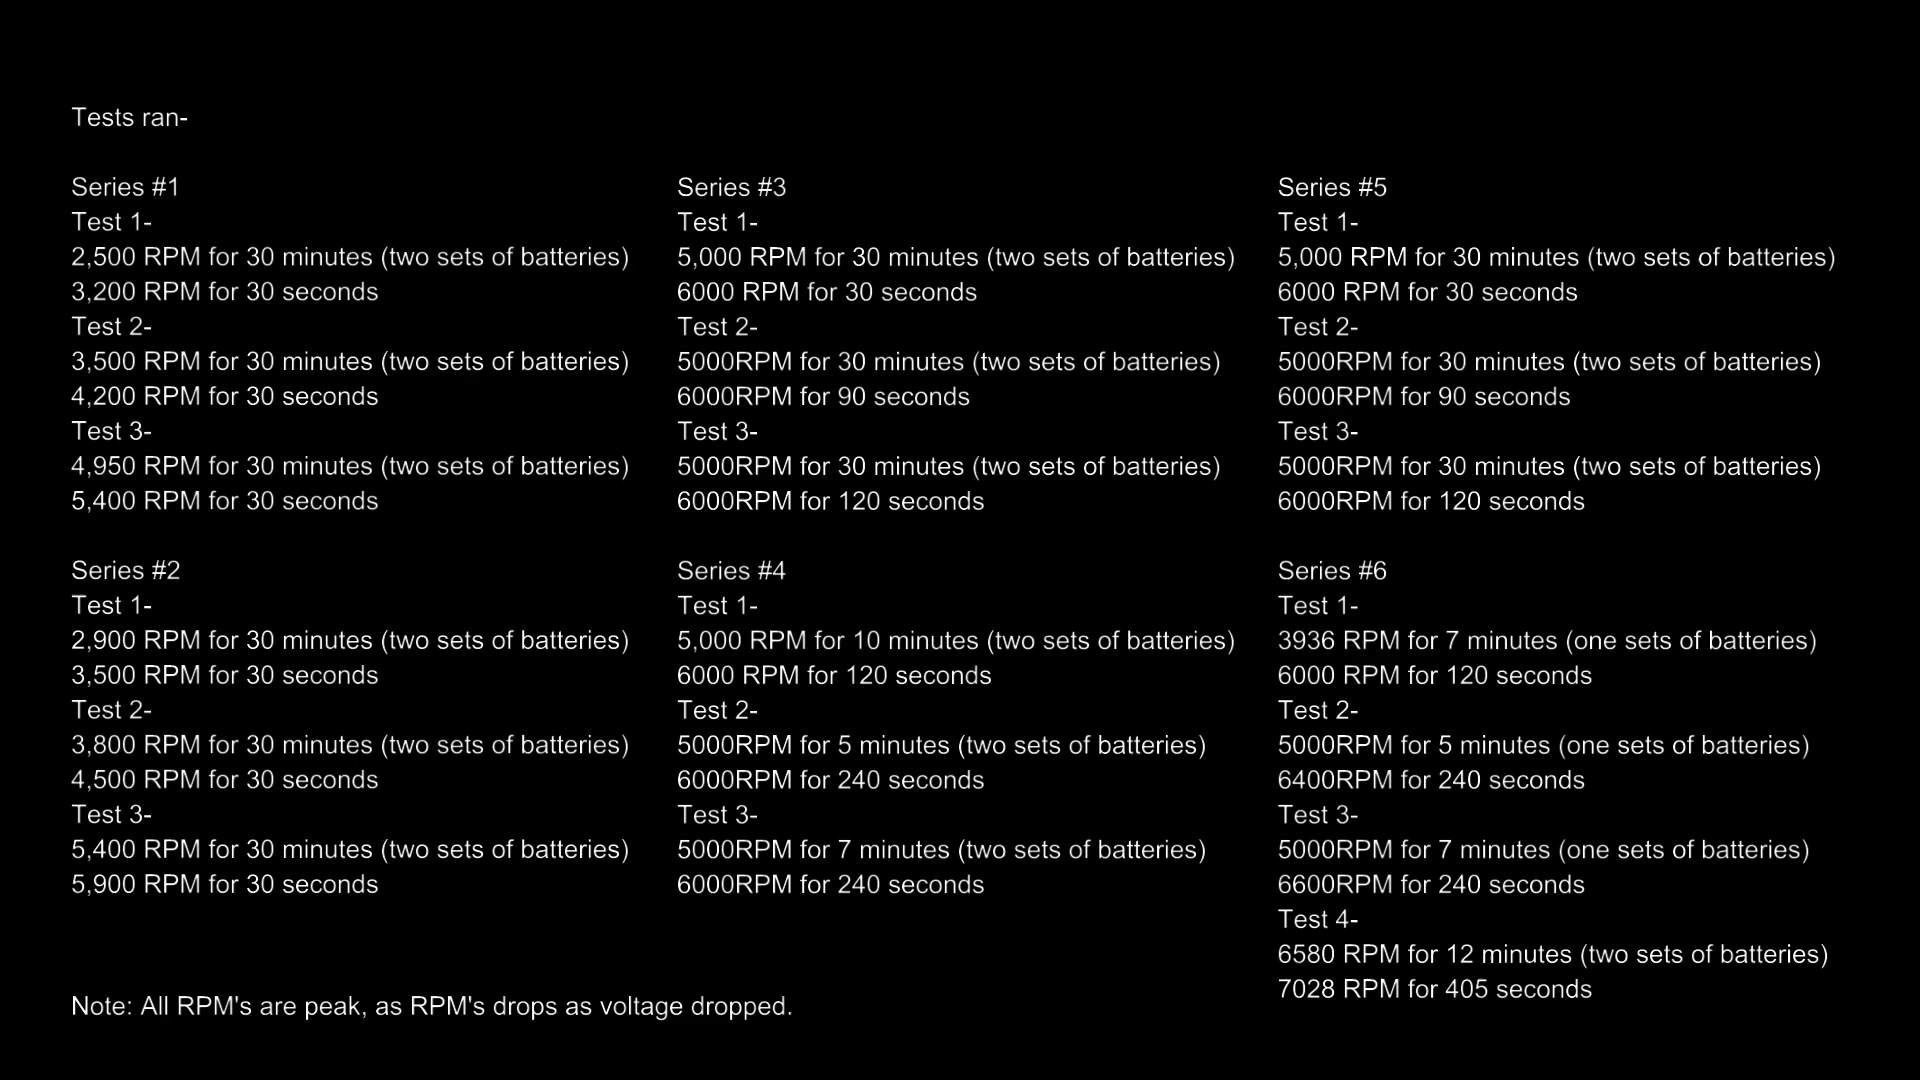 Tests ran-
Series #1
Test 1-
2,500 RPM for 30 minutes (two sets of batteries)
3,200 RPM for 30 seconds
Test 2-
3,500 RPM for 30 minutes (two sets of batteries)
4,200 RPM for 30 seconds
Test 3-
4,950 RPM for 30 minutes (two sets of batteries)
5,400 RPM for 30 seconds
Series #2
Test 1-
2,900 RPM for 30 minutes (two sets of batteries)
3,500 RPM for 30 seconds
Test 2-
3,800 RPM for 30 minutes (two sets of batteries)
4,500 RPM for 30 seconds
Test 3-
5,400 RPM for 30 minutes (two sets of batteries)
5,900 RPM for 30 seconds
Series #3
Test 1-
5,000 RPM for 30 minutes (two sets of batteries)
6000 RPM for 30 seconds
Test 2-
5000RPM for 30 minutes (two sets of batteries)
6000RPM for 90 seconds
Test 3-
5000RPM for 30 minutes (two sets of batteries)
6000RPM for 120 seconds
Series #4
Test 1-
5,000 RPM for 10 minutes (two sets of batteries)
6000 RPM for 120 seconds
Test 2-
5000RPM for 5 minutes (two sets of batteries)
6000RPM for 240 seconds
Test 3-
5000RPM for 7 minutes (two sets of batteries)
6000RPM for 240 seconds
Series #5
Test 1-
5,000 RPM for 30 minutes (two sets of batteries)
6000 RPM for 30 seconds
Test 2-
5000RPM for 30 minutes (two sets of batteries)
6000RPM for 90 seconds
Test 3-
5000RPM for 30 minutes (two sets of batteries)
6000RPM for 120 seconds
Series #6
Test 1-
3936 RPM for 7 minutes (one sets of batteries)
6000 RPM for 120 seconds
Test 2-
5000RPM for 5 minutes (one sets of batteries)
6400RPM for 240 seconds
Test 3-
5000RPM for 7 minutes (one sets of batteries)
6600RPM for 240 seconds
Test 4-
6580 RPM for 12 minutes (two sets of batteries)
7028 RPM for 405 seconds
Note: All RPM's are peak, as RPM's drops as voltage dropped.